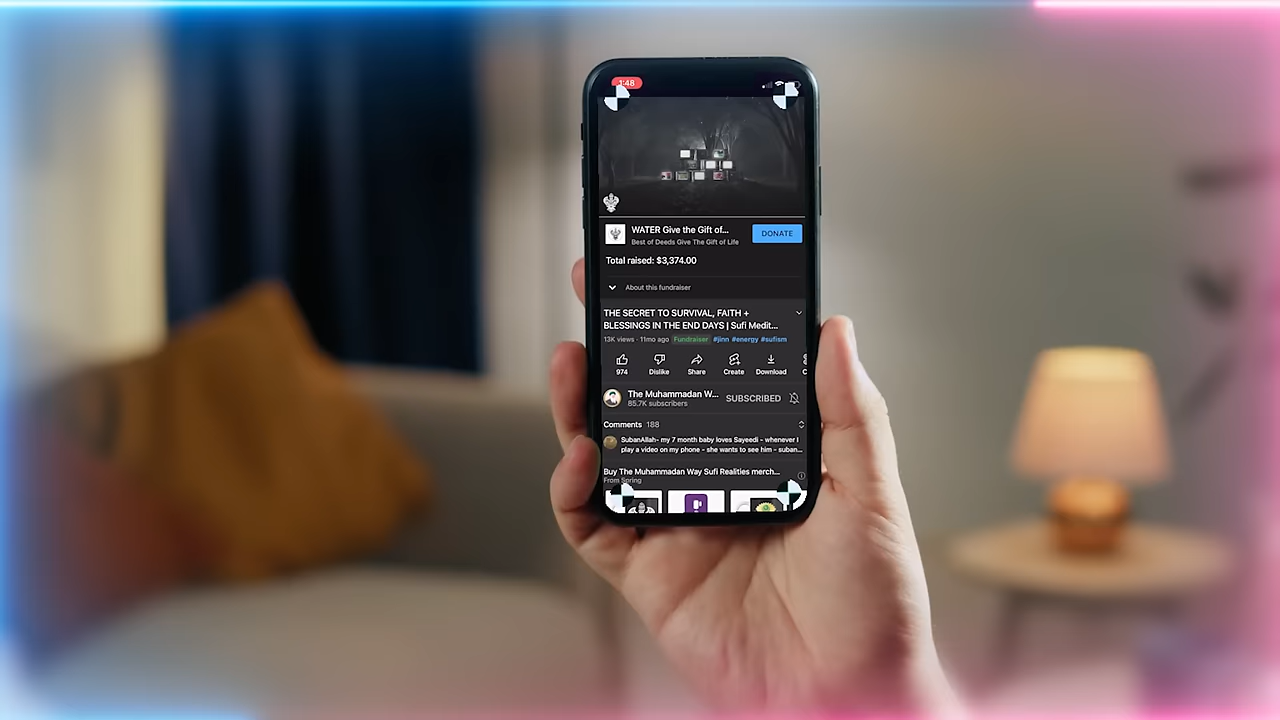 1:48
WATER Give the Gift of...
Best of Deeds Give The Gift of Life
DONATE
Total raised: $3,374.00
About this fundraiser
THE SECRET TO SURVIVAL, FAITH +
BLESSINGS IN THE END DAYS | Sufi Medit...
13K views · 11mo ago Fundraiser #jinn #energy #sufism
974 Dislike Share Create Download C
The Muhammadan W...
85.7K subscribers
SUBSCRIBED
Comments 188
SubanAllah- my 7 month baby loves Sayeedi - whenever I
play a video on my phone - she wants to see him - suban...
Buy The Muhammadan Way Sufi Realities merch...
From Spring